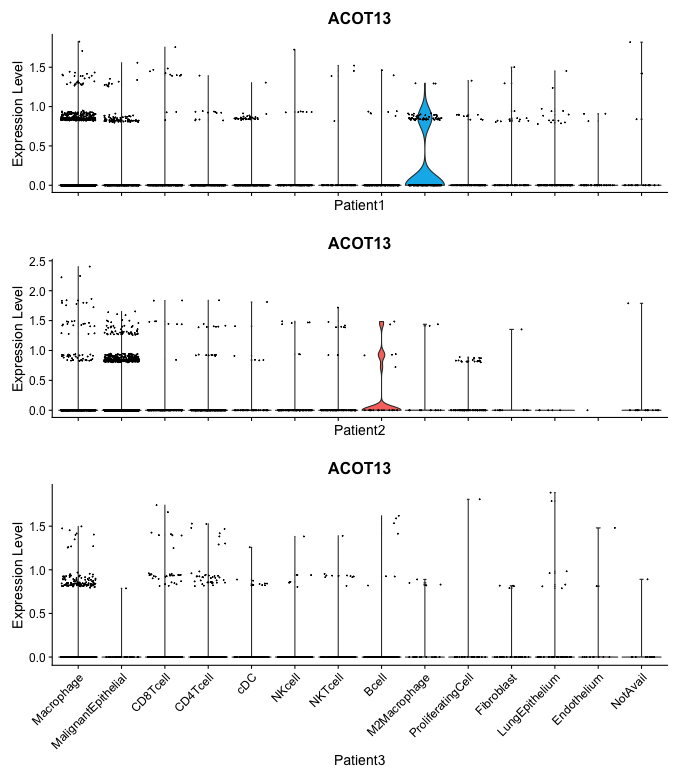 ACOT13
Expression Level
1.5
1.0
0.5
0.0
Patient1
ACOT13
Expression Level
2.5
2.0
1.5
1.0
0.5
0.0
Patient2
ACOT13
Expression Level
1.5
1.0
0.5
0.0
Macrophage
MalignantEpithelial
CD8Tcell
CD4Tcell
cDC
NKcell
NKTcell
Bcell
M2Macrophage
ProliferatingCell
Fibroblast
LungEpithelium
Endothelium
NotAvail
Patient3